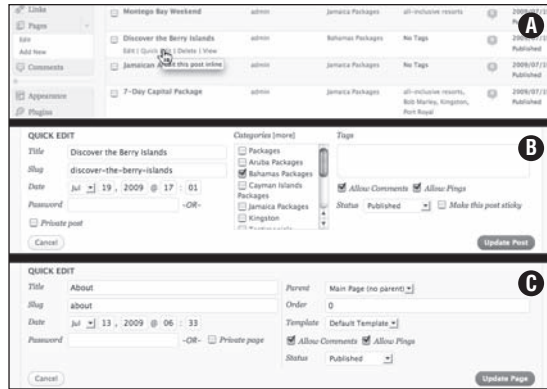 Links
Montego Bay Weekend admin Jamaica Packages all-inclusive resorts, 2009/07/1
Published
A
Pages
Edit
Discover the Berry Islands admin Bahamas Packages No Tags 2009/07/1
Published
Add New
Edit | Quick Edit | Delete | View
Comments
Jamaican Edit this post inline admin Jamaica Packages No Tags 2009/07/1
Published
Appearance
7-Day Capital Package admin Jamaica Packages all-inclusive resorts, 2009/07/1
Bob Marley, Kingston, Published
Plugins
Port Royal
QUICK EDIT
Categories [more] Tags
B
Title Discover the Berry Islands
Packages
Slug discover-the-berry-islands
Aruba Packages
Bahamas Packages
Date Jul 19 , 2009 @ 17 : 01
Cayman Islands
Packages
Allow Comments Allow Pings
Password -OR-
Jamaica Packages
Status Published Make this post sticky
Private post
Kingston
Testimonials
Cancel Update Post
QUICK EDIT
C
Title About
Parent Main Page (no parent)
Slug about
Order 0
Date Jul 13 , 2009 @ 06 : 33
Template Default Template
Password -OR- Private page
Allow Comments Allow Pings
Status Published
Cancel Update Page